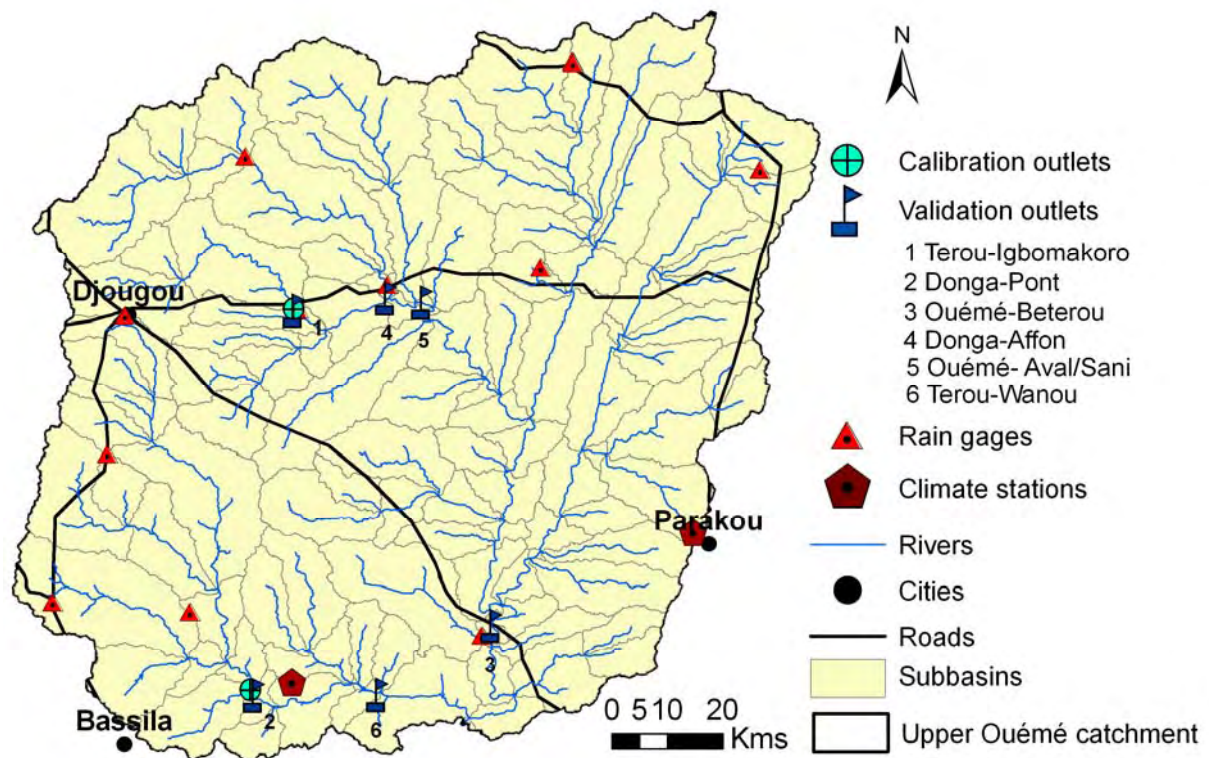 N
Calibration outlets
Validation outlets
1 Terou-Igbomakoro
2 Donga-Pont
3 Ouémé-Beterou
4 Donga-Affon
5 Ouémé- Aval/Sani
6 Terou-Wanou
Rain gages
Climate stations
Rivers
Cities
Roads
Subbasins
Upper Ouémé catchment
Djougou
1
4
5
Parakou
3
2
6
Bassila
0 5 10 20
Kms